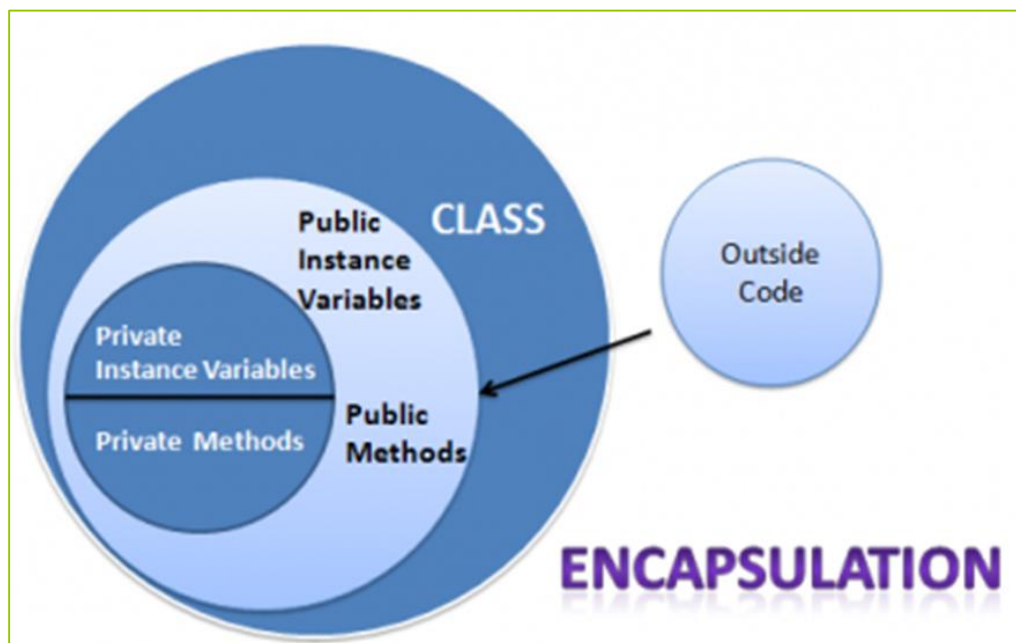 CLASS
Public
Instance
Variables
Private
Instance Variables
Private Methods
Public
Methods
Outside
Code
ENCAPSULATION